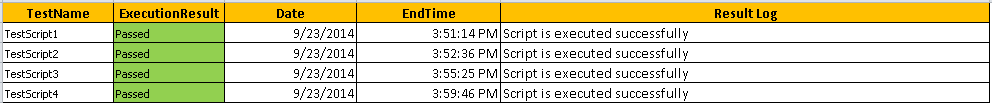 TestName ExecutionResult Date EndTime Result Log
TestScript1 Passed 9/23/2014 3:51:14 PM Script is executed successfully
TestScript2 Passed 9/23/2014 3:52:36 PM Script is executed successfully
TestScript3 Passed 9/23/2014 3:55:25 PM Script is executed successfully
TestScript4 Passed 9/23/2014 3:59:46 PM Script is executed successfully